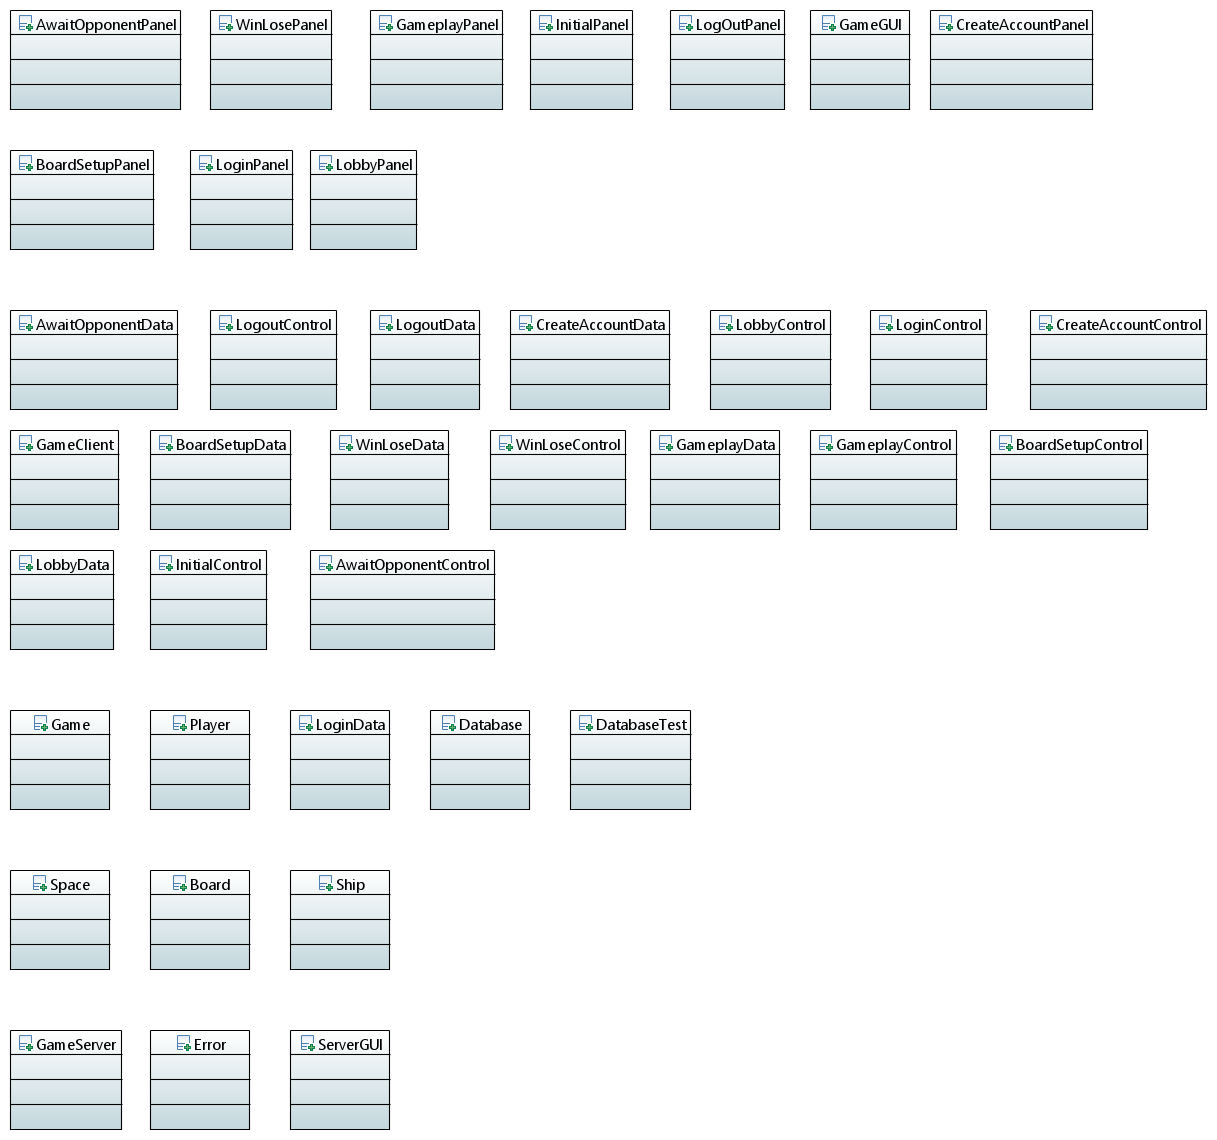 AwaitOpponentPanel WinLosePanel GameplayPanel InitialPanel LogOutPanel GameGUI CreateAccountPanel
BoardSetupPanel LoginPanel LobbyPanel
AwaitOpponentData LogoutControl LogoutData CreateAccountData LobbyControl LoginControl CreateAccountControl
GameClient BoardSetupData WinLoseData WinLoseControl GameplayData GameplayControl BoardSetupControl
LobbyData InitialControl AwaitOpponentControl
Game Player LoginData Database DatabaseTest
Space Board Ship
GameServer Error ServerGUI